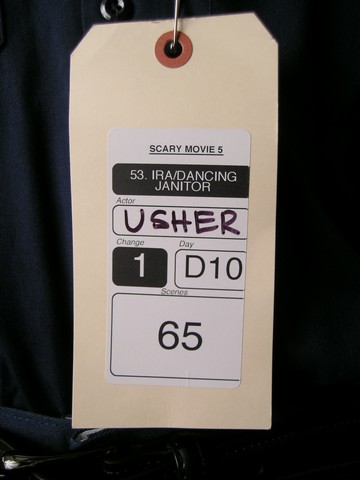 SCARY MOVIE 5
53. IRA/DANCING
JANITOR
Actor
USHER
Change
Day
1
D10
Scenes
65